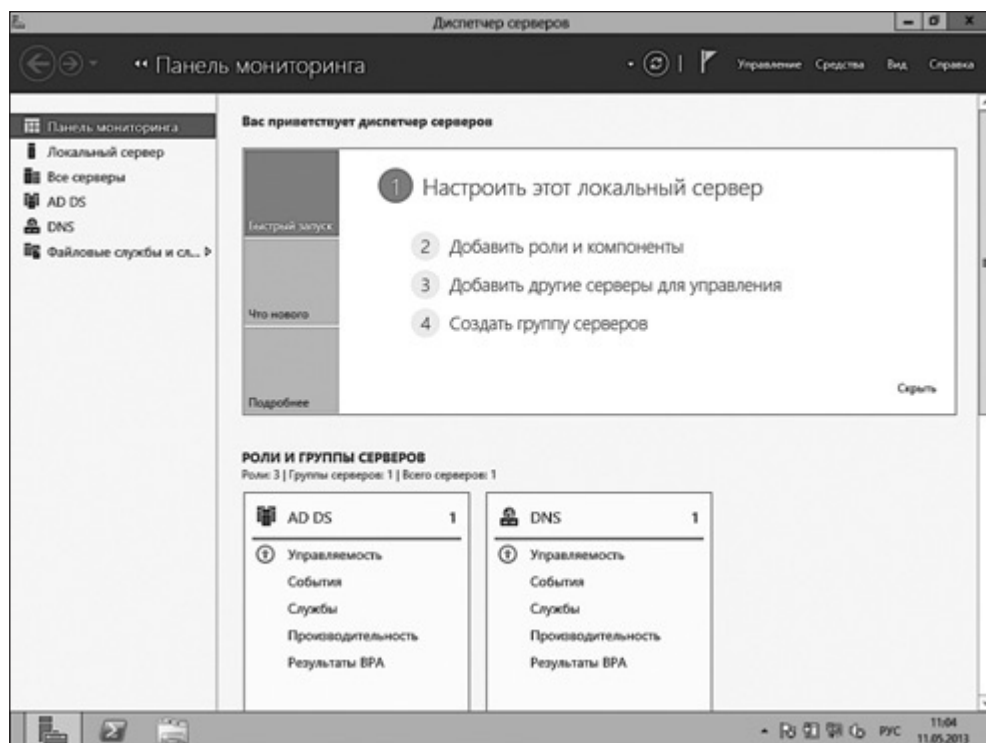 Диспетчер серверов
Панель мониторинга
Управление Средства Вид Справка
Панель мониторинга
Локальный сервер
Все серверы
AD DS
DNS
Файловые службы и сл...
Вас приветствует диспетчер серверов
Быстрый запуск
Что нового
Подробнее
1 Настроить этот локальный сервер
2 Добавить роли и компоненты
3 Добавить другие серверы для управления
4 Создать группу серверов
Скрыть
РОЛИ И ГРУППЫ СЕРВЕРОВ
Роли: 3 | Группы серверов: 1 | Всего серверов: 1
AD DS 1
Управляемость
События
Службы
Производительность
Результаты BPA
DNS 1
Управляемость
События
Службы
Производительность
Результаты BPA
РУС
11:04
11.05.2013